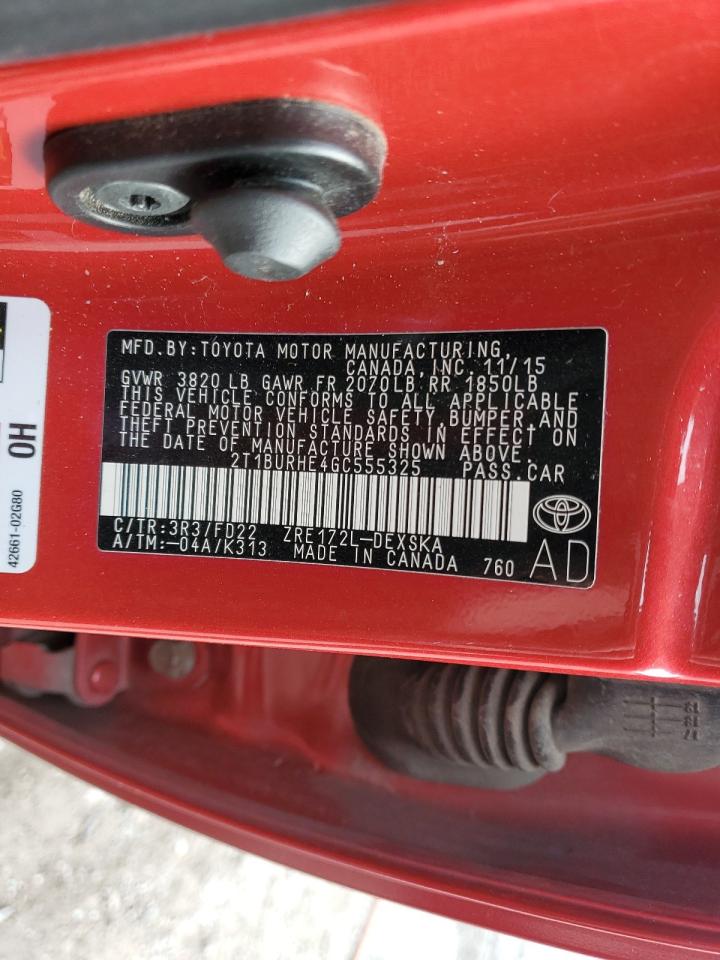 MFD.BY:TOYOTA MOTOR MANUFACTURING,
CANADA, INC. 11/15
GVWR 3820 LB GAWR FR 2070LB RR 1850LB
THIS VEHICLE CONFORMS TO ALL APPLICABLE
FEDERAL MOTOR VEHICLE SAFETY, BUMPER, AND
THEFT PREVENTION STANDARDS IN EFFECT ON
THE DATE OF MANUFACTURE SHOWN ABOVE.
2T1BURHE4GC555325 PASS.CAR
C/TR:3R3/FD22 ZRE172L-DEXSKA
A/TM:-04A/K313 MADE IN CANADA 760
AD
42661-02G80
OH